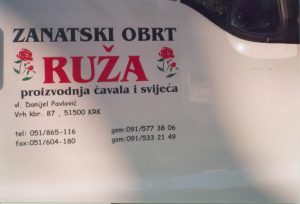 ZANATSKI OBRT
RUŽA
proizvodnja čavala i svijeća
vl. Danijel Pavlović
Vrh kbr. 87 , 51500 KRK
tel: 051/865-116
gsm:091/577 38 06
fax:051/604-180
gsm:091/533 21 49